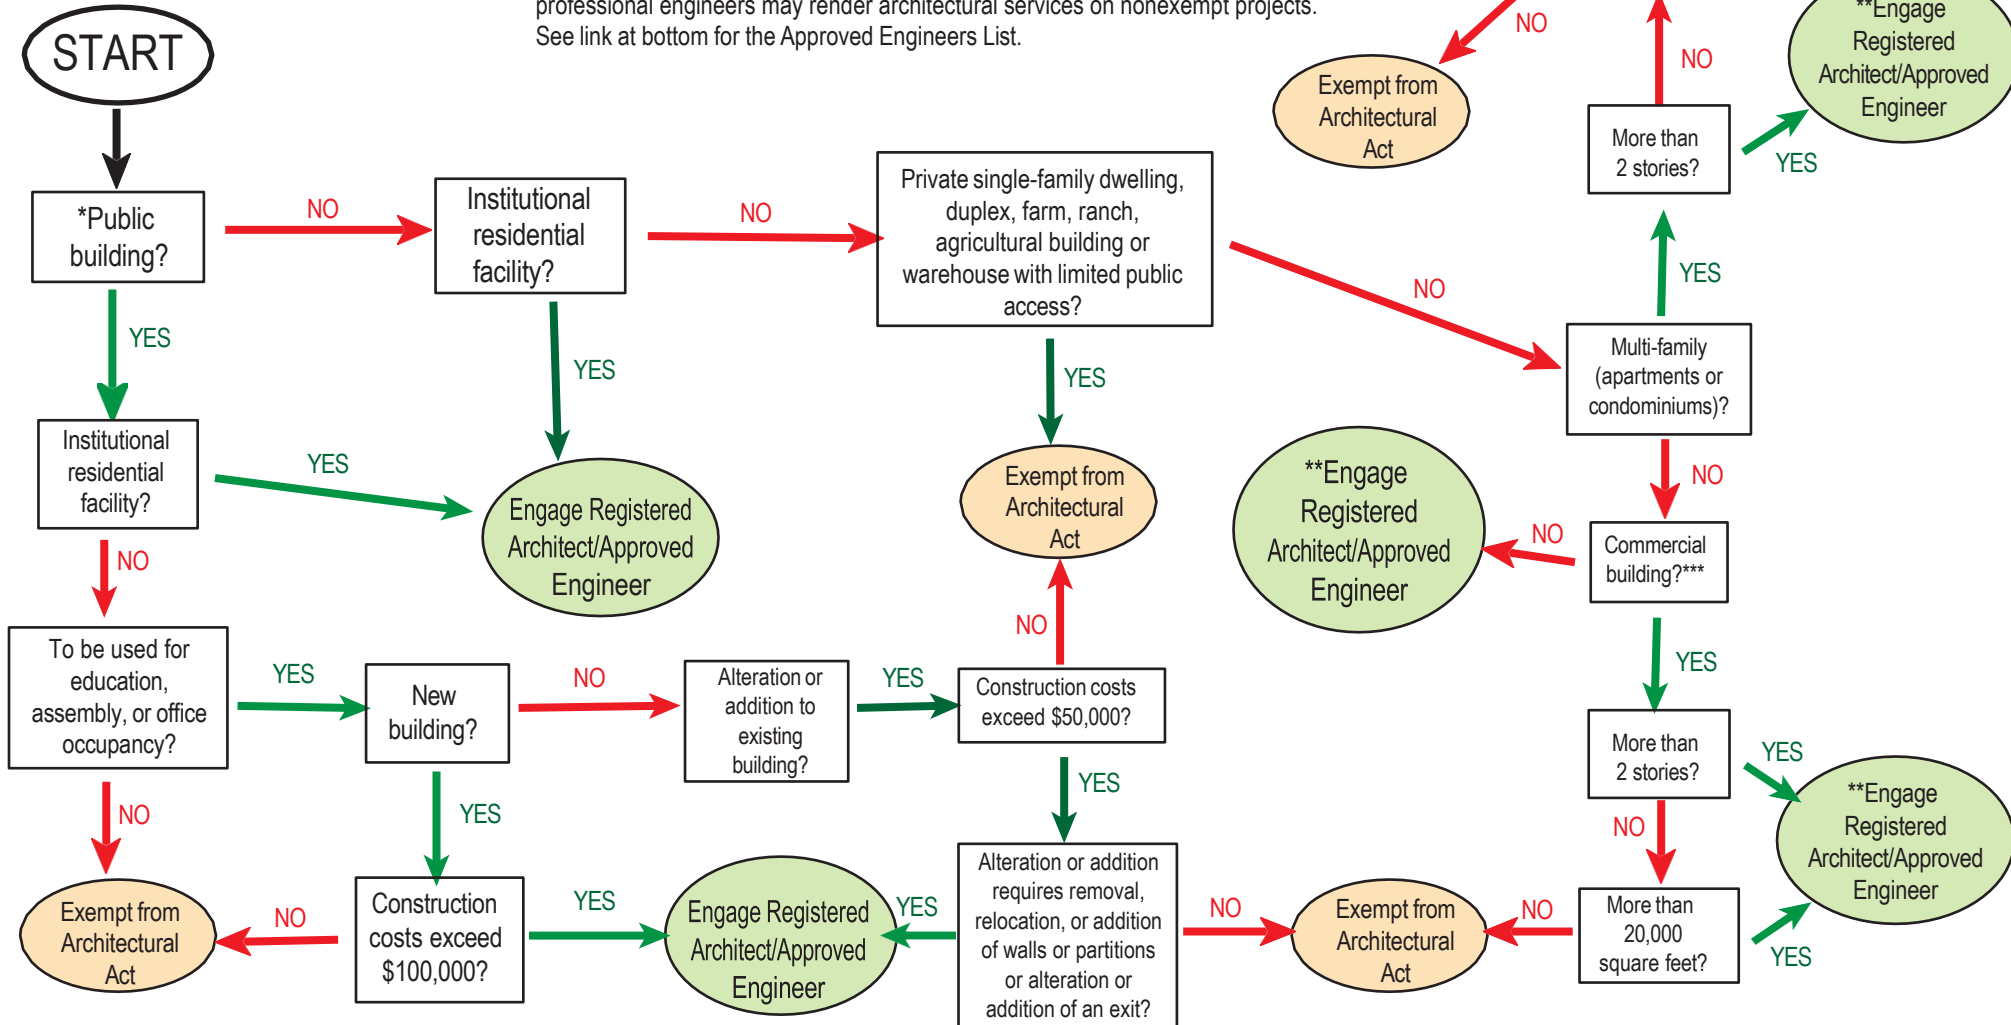 professional engineers may render architectural services on nonexempt projects.
See link at bottom for the Approved Engineers List.
START
*Public
building?
NO
Institutional
residential
facility?
NO
Private single-family dwelling,
duplex, farm, ranch,
agricultural building or
warehouse with limited public
access?
NO
Exempt from
Architectural
Act
NO
NO
**Engage
Registered
Architect/Approved
Engineer
More than
2 stories?
YES
YES
Multi-family
(apartments or
condominiums)?
YES
YES
YES
Institutional
residential
facility?
YES
Engage Registered
Architect/Approved
Engineer
Exempt from
Architectural
Act
**Engage
Registered
Architect/Approved
Engineer
NO
NO
Commercial
building?***
NO
To be used for
education,
assembly, or office
occupancy?
YES
New
building?
NO
Alteration or
addition to
existing
building?
YES
NO
Construction costs
exceed $50,000?
YES
More than
2 stories?
YES
**Engage
Registered
Architect/Approved
Engineer
NO
YES
YES
NO
Exempt from
Architectural
Act
NO
Construction
costs exceed
$100,000?
YES
Engage Registered
Architect/Approved
Engineer
YES
Alteration or addition
requires removal,
relocation, or addition
of walls or partitions
or alteration or
addition of an exit?
NO
Exempt from
Architectural
Act
NO
More than
20,000
square feet?
YES